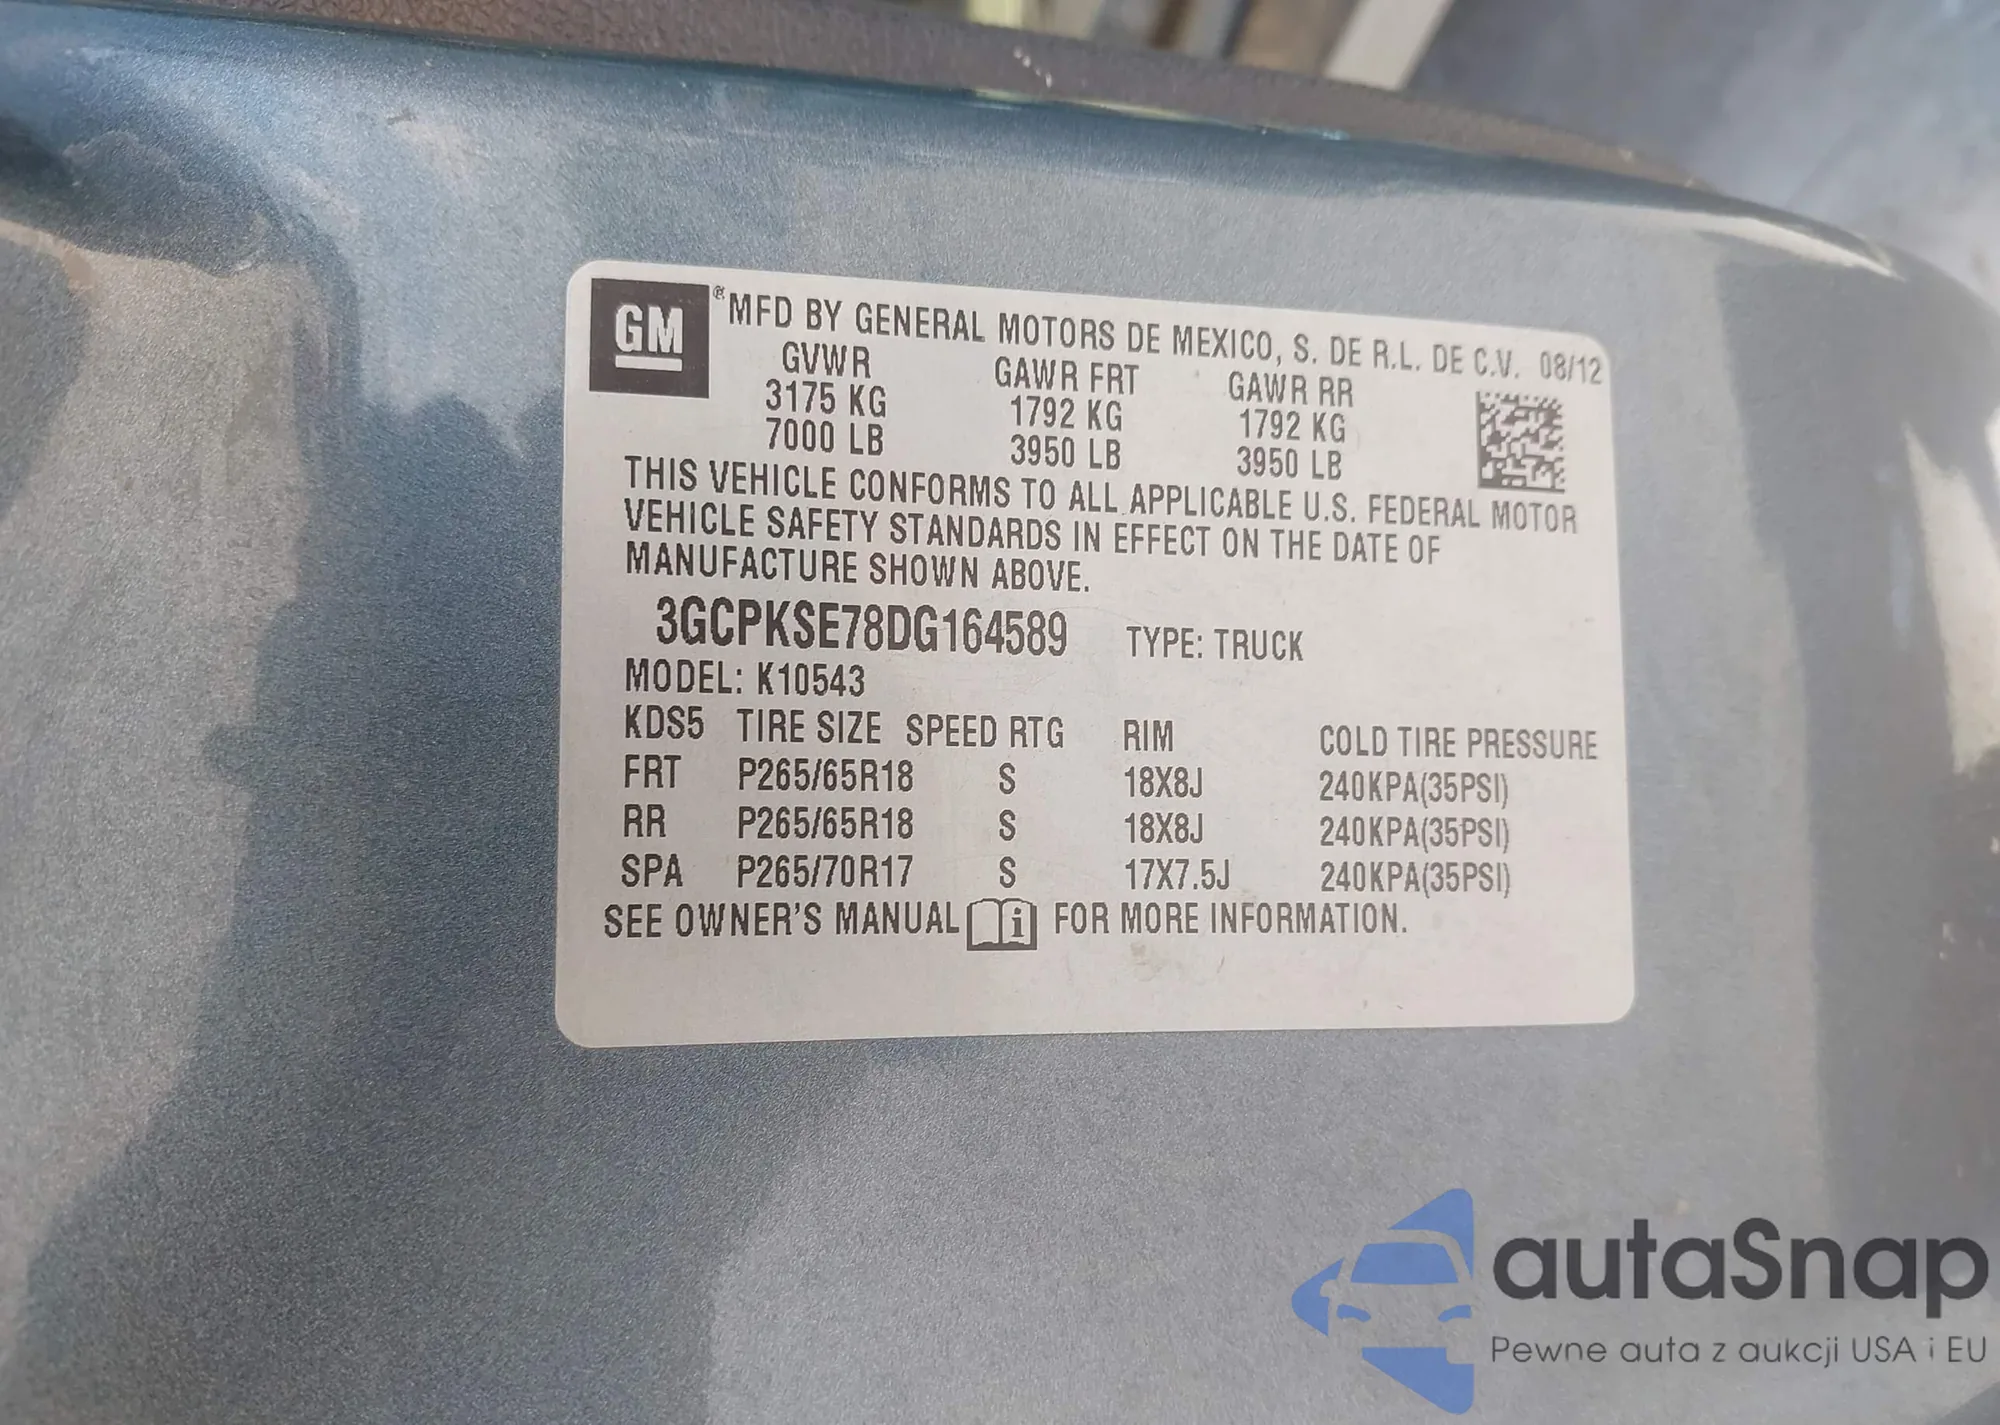 GM ® MFD BY GENERAL MOTORS DE MEXICO, S. DE R.L. DE C.V. 08/12
GVWR GAWR FRT GAWR RR
3175 KG 1792 KG 1792 KG
7000 LB 3950 LB 3950 LB
THIS VEHICLE CONFORMS TO ALL APPLICABLE U.S. FEDERAL MOTOR
VEHICLE SAFETY STANDARDS IN EFFECT ON THE DATE OF
MANUFACTURE SHOWN ABOVE.
3GCPKSE78DG164589 TYPE: TRUCK
MODEL: K10543
KDS5 TIRE SIZE SPEED RTG RIM COLD TIRE PRESSURE
FRT P265/65R18 S 18X8J 240KPA(35PSI)
RR P265/65R18 S 18X8J 240KPA(35PSI)
SPA P265/70R17 S 17X7.5J 240KPA(35PSI)
SEE OWNER'S MANUAL i FOR MORE INFORMATION.
autaSnap
Pewne auta z aukcji USA i EU